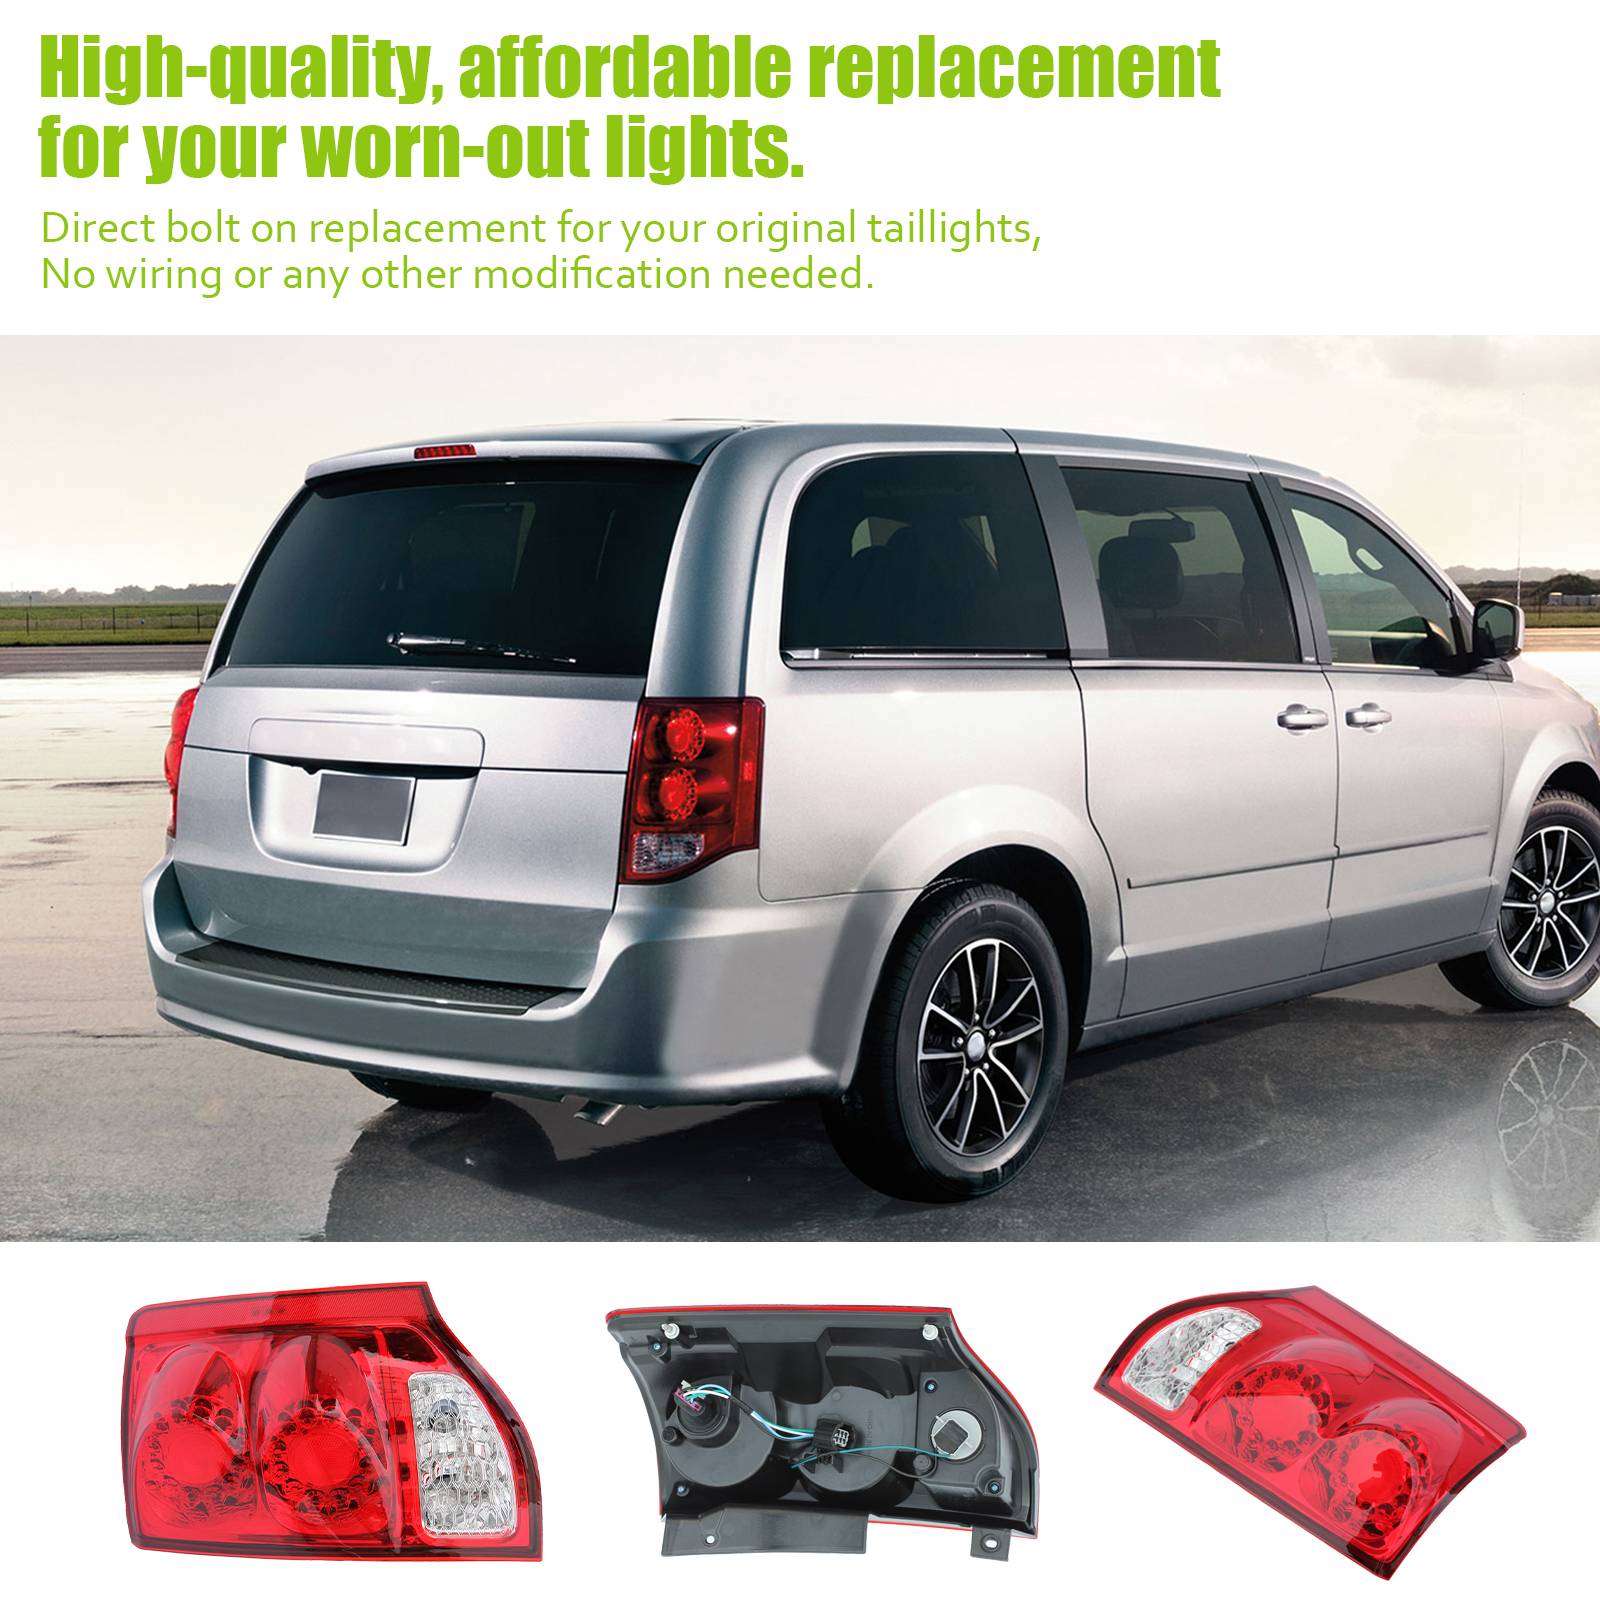 High-quality, affordable replacement
for your worn-out lights.
Direct bolt on replacement for your original taillights,
No wiring or any other modification needed.